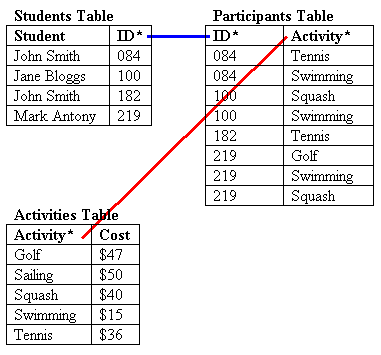 Students Table
Student ID*
John Smith 084
Jane Bloggs 100
John Smith 182
Mark Antony 219
Participants Table
ID* Activity*
084 Tennis
084 Swimming
100 Squash
100 Swimming
182 Tennis
219 Golf
219 Swimming
219 Squash
Activities Table
Activity* Cost
Golf $47
Sailing $50
Squash $40
Swimming $15
Tennis $36